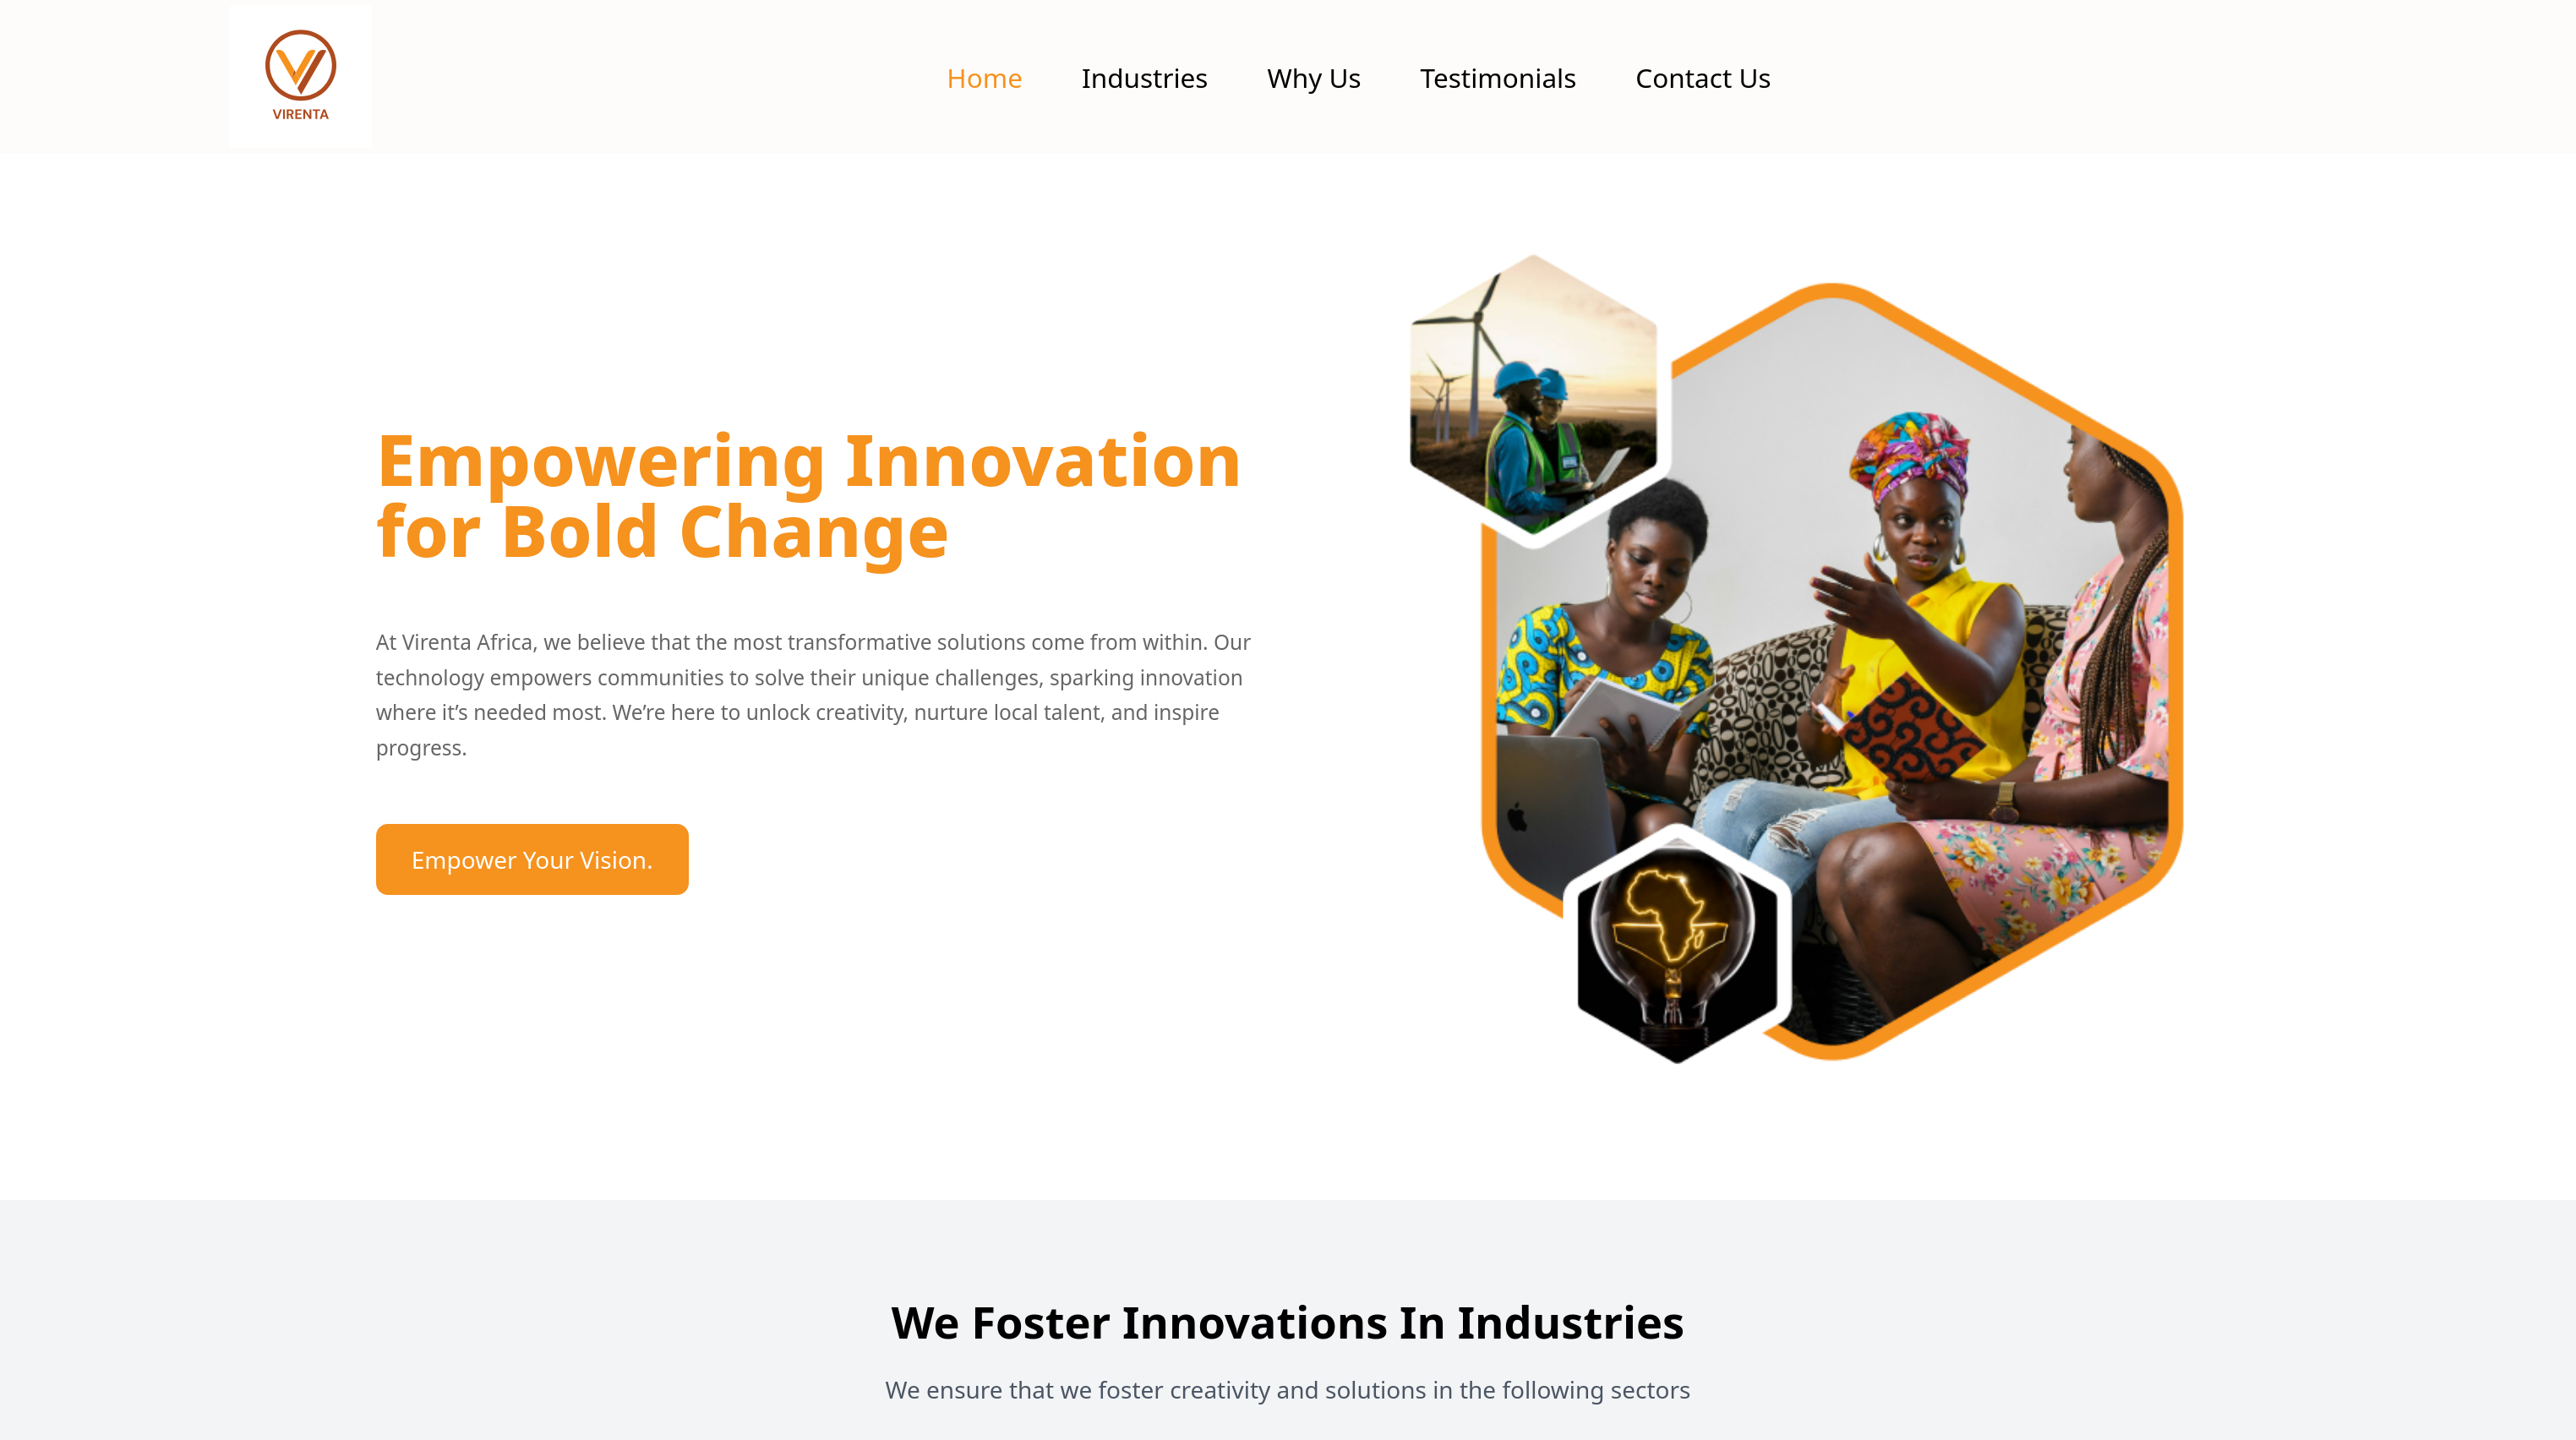 VIRENTA
Home
Industries
Why Us
Testimonials
Contact Us
Empowering Innovation
for Bold Change
At Virenta Africa, we believe that the most transformative solutions come from within. Our
technology empowers communities to solve their unique challenges, sparking innovation
where it’s needed most. We’re here to unlock creativity, nurture local talent, and inspire
progress.
Empower Your Vision.
We Foster Innovations In Industries
We ensure that we foster creativity and solutions in the following sectors